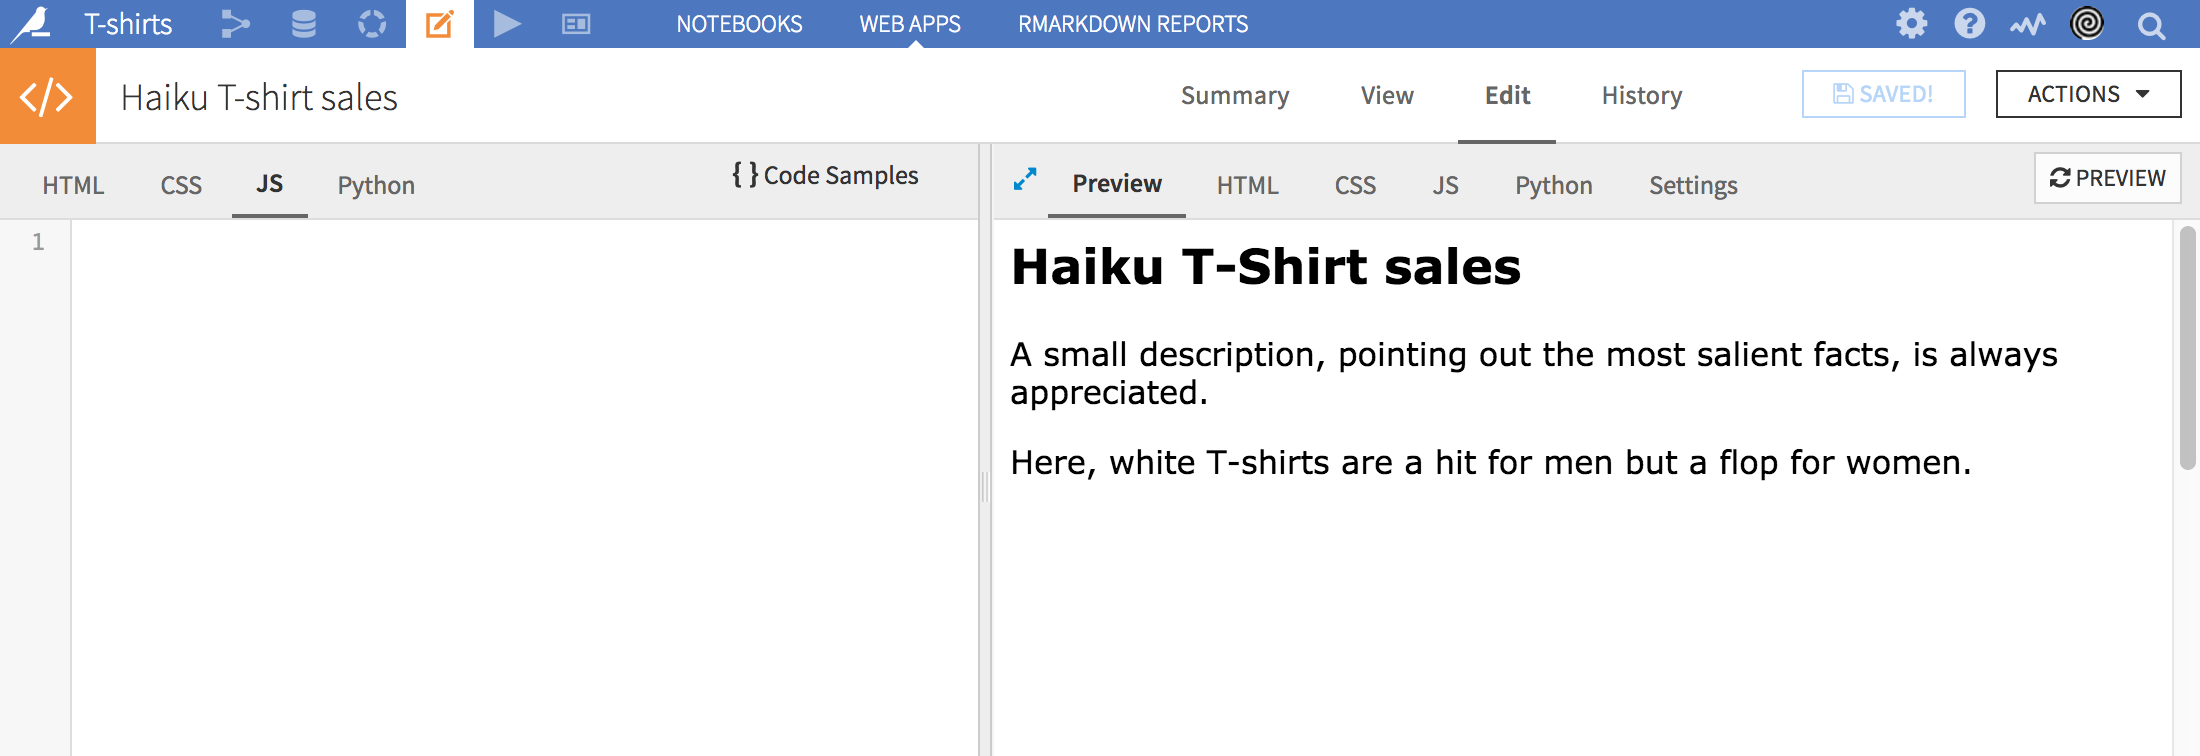 T-shirts NOTEBOOKS WEB APPS RMARKDOWN REPORTS
</> Haiku T-shirt sales Summary View Edit History SAVED! ACTIONS
HTML CSS JS Python { } Code Samples Preview HTML CSS JS Python Settings PREVIEW
1
Haiku T-Shirt sales
A small description, pointing out the most salient facts, is always
appreciated.
Here, white T-shirts are a hit for men but a flop for women.